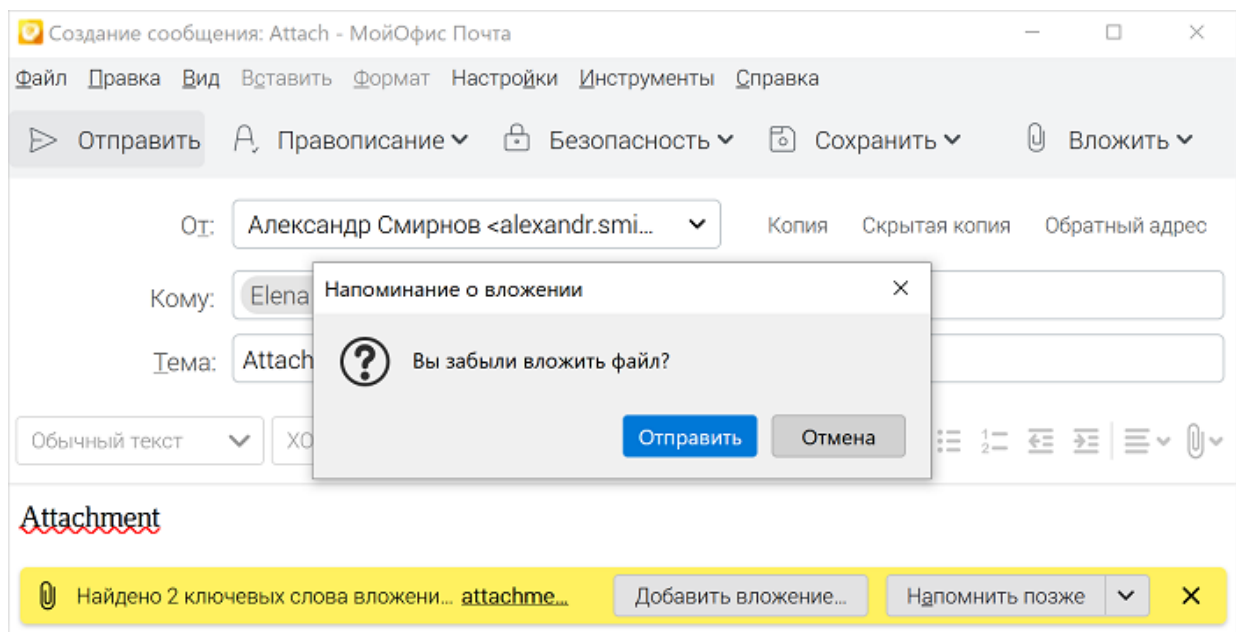 Создание сообщения: Attach - МойОфис Почта
Файл Правка Вид Вставить Формат Настройки Инструменты Справка
Отправить Правописание Безопасность Сохранить Вложить
От: Александр Смирнов <alexandr.smi... Копия Скрытая копия Обратный адрес
Кому: Elena
Напоминание о вложении
Тема: Attach
Вы забыли вложить файл?
Обычный текст XO
Отправить Отмена
Attachment
Найдено 2 ключевых слова вложени... attachme... Добавить вложение... Напомнить позже